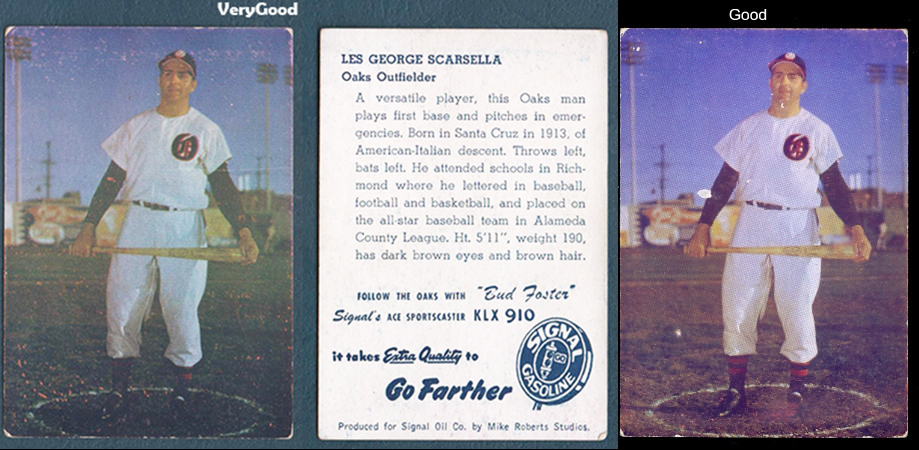 VeryGood
LES GEORGE SCARSELLA
Oaks Outfielder
A versatile player, this Oaks man
plays first base and pitches in emer-
gencies. Born in Santa Cruz in 1913, of
American-Italian descent. Throws left,
bats left. He attended schools in Rich-
mond where he lettered in baseball,
football and basketball, and placed on
the all-star baseball team in Alameda
County League. Ht. 5'11", weight 190,
has dark brown eyes and brown hair.
FOLLOW THE OAKS WITH "Bud Foster"
Signal's ACE SPORTSCASTER KLX 910
it takes Extra Quality to
Go Farther
SIGNAL
GO
GASOLINE
Produced for Signal Oil Co. by Mike Roberts Studios.
Good
B
B